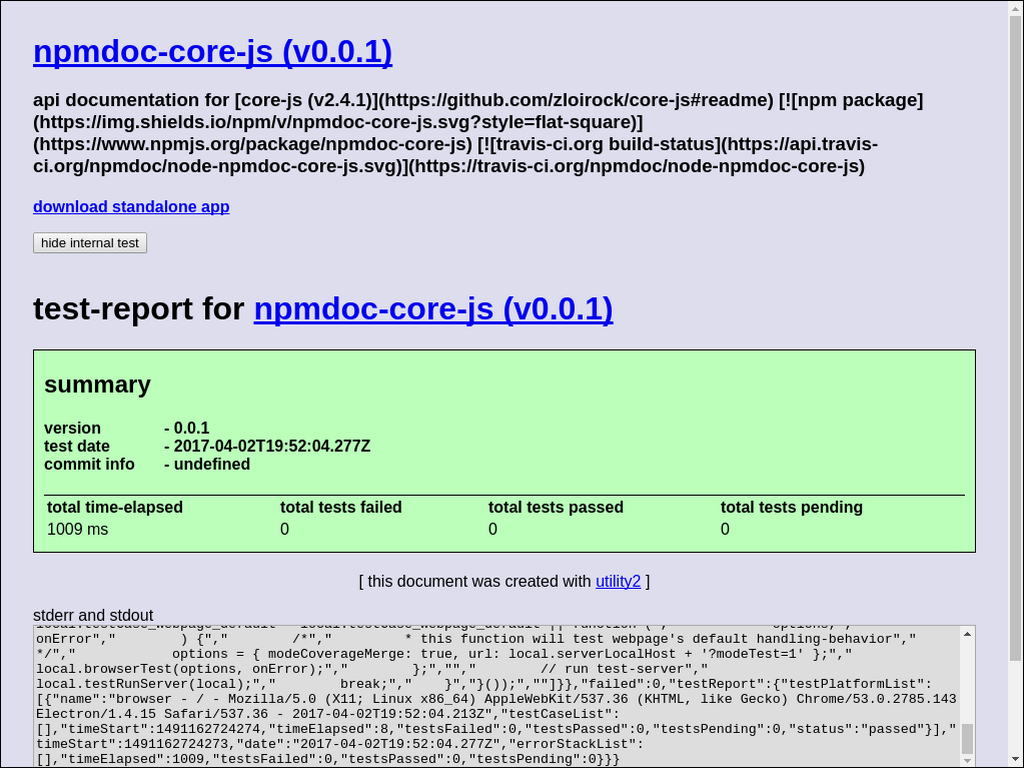 npmdoc-core-js (v0.0.1)
api documentation for [core-js (v2.4.1)](https://github.com/zloirock/core-js#readme) [![npm package]
(https://img.shields.io/npm/v/npmdoc-core-js.svg?style=flat-square)]
(https://www.npmjs.org/package/npmdoc-core-js) [![travis-ci.org build-status](https://api.travis-
ci.org/npmdoc/node-npmdoc-core-js.svg)](https://travis-ci.org/npmdoc/node-npmdoc-core-js)
download standalone app
hide internal test
test-report for npmdoc-core-js (v0.0.1)
summary
version - 0.0.1
test date - 2017-04-02T19:52:04.277Z
commit info - undefined
total time-elapsed total tests failed total tests passed total tests pending
1009 ms 0 0 0
[ this document was created with utility2 ]
stderr and stdout
onError"," ) {"," /*"," * this function will test webpage's default handling-behavior","
*/"," options = { modeCoverageMerge: true, url: local.serverLocalHost + '?modeTest=1' };","
local.browserTest(options, onError);"," };",""," // run test-server","
local.testRunServer(local);"," break;"," }","}());",""]}},"failed":0,"testReport":{"testPlatformList":
[{"name":"browser - / - Mozilla/5.0 (X11; Linux x86_64) AppleWebKit/537.36 (KHTML, like Gecko) Chrome/53.0.2785.143
Electron/1.4.15 Safari/537.36 - 2017-04-02T19:52:04.213Z","testCaseList":
[],"timeStart":1491162724274,"timeElapsed":8,"testsFailed":0,"testsPassed":0,"testsPending":0,"status":"passed"}],"
timeStart":1491162724273,"date":"2017-04-02T19:52:04.277Z","errorStackList":
[],"timeElapsed":1009,"testsFailed":0,"testsPassed":0,"testsPending":0}}}